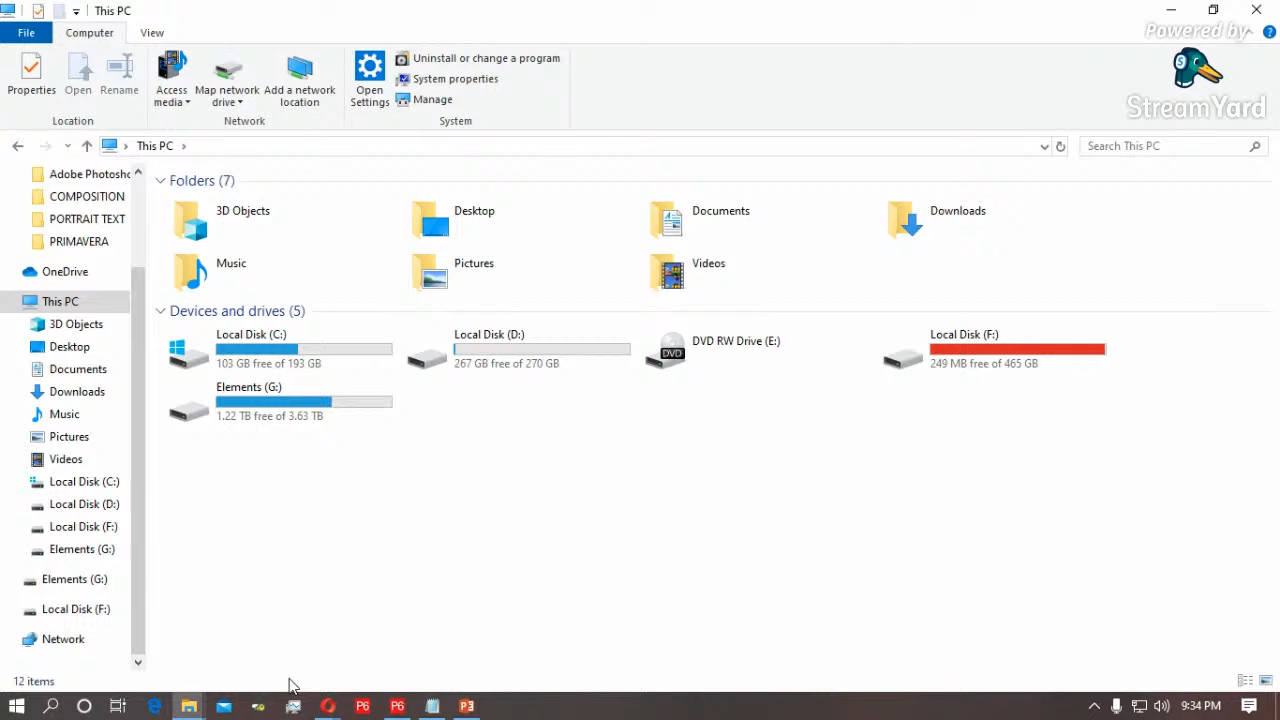 This PC
File
Computer
View
Powered by
StreamYard
Properties
Open
Rename
Location
Access media
Map network drive
Add a network location
Network
Open Settings
Uninstall or change a program
System properties
Manage
System
This PC
Search This PC
Adobe Photosho
COMPOSITION
PORTRAIT TEXT
PRIMAVERA
OneDrive
This PC
3D Objects
Desktop
Documents
Downloads
Music
Pictures
Videos
Local Disk (C:)
Local Disk (D:)
Local Disk (F:)
Elements (G:)
Elements (G:)
Local Disk (F:)
Network
Folders (7)
3D Objects
Desktop
Documents
Downloads
Music
Pictures
Videos
Devices and drives (5)
Local Disk (C:)
103 GB free of 193 GB
Local Disk (D:)
267 GB free of 270 GB
DVD RW Drive (E:)
DVD
Local Disk (F:)
249 MB free of 465 GB
Elements (G:)
1.22 TB free of 3.63 TB
12 items
P6
P6
9:34 PM